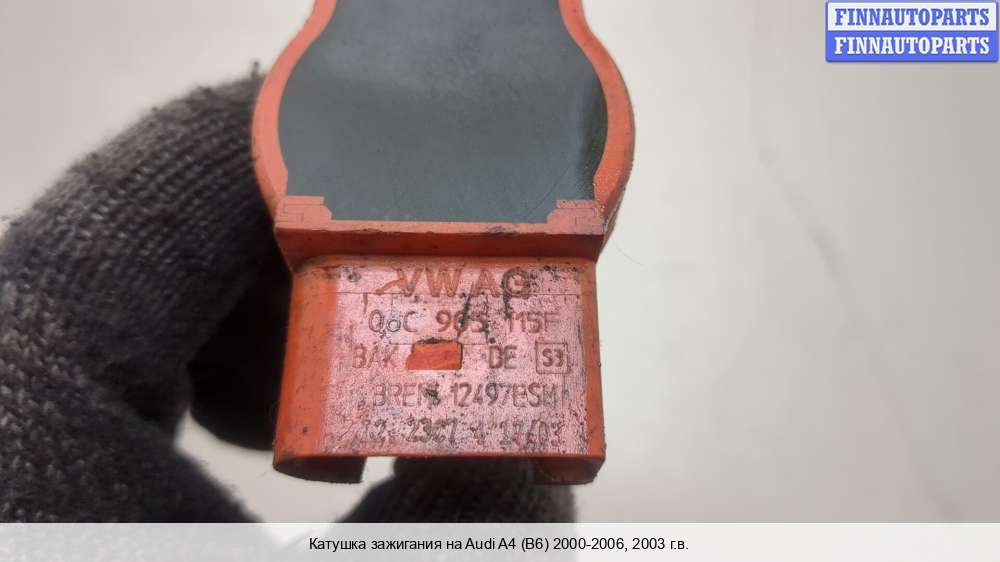 FINNAUTOPARTS
FINNAUTOPARTS
VW AG
06C 905 115F
BAK DE S3
BREMI 12497BSM
Катушка зажигания на Audi A4 (B6) 2000-2006, 2003 г.в.